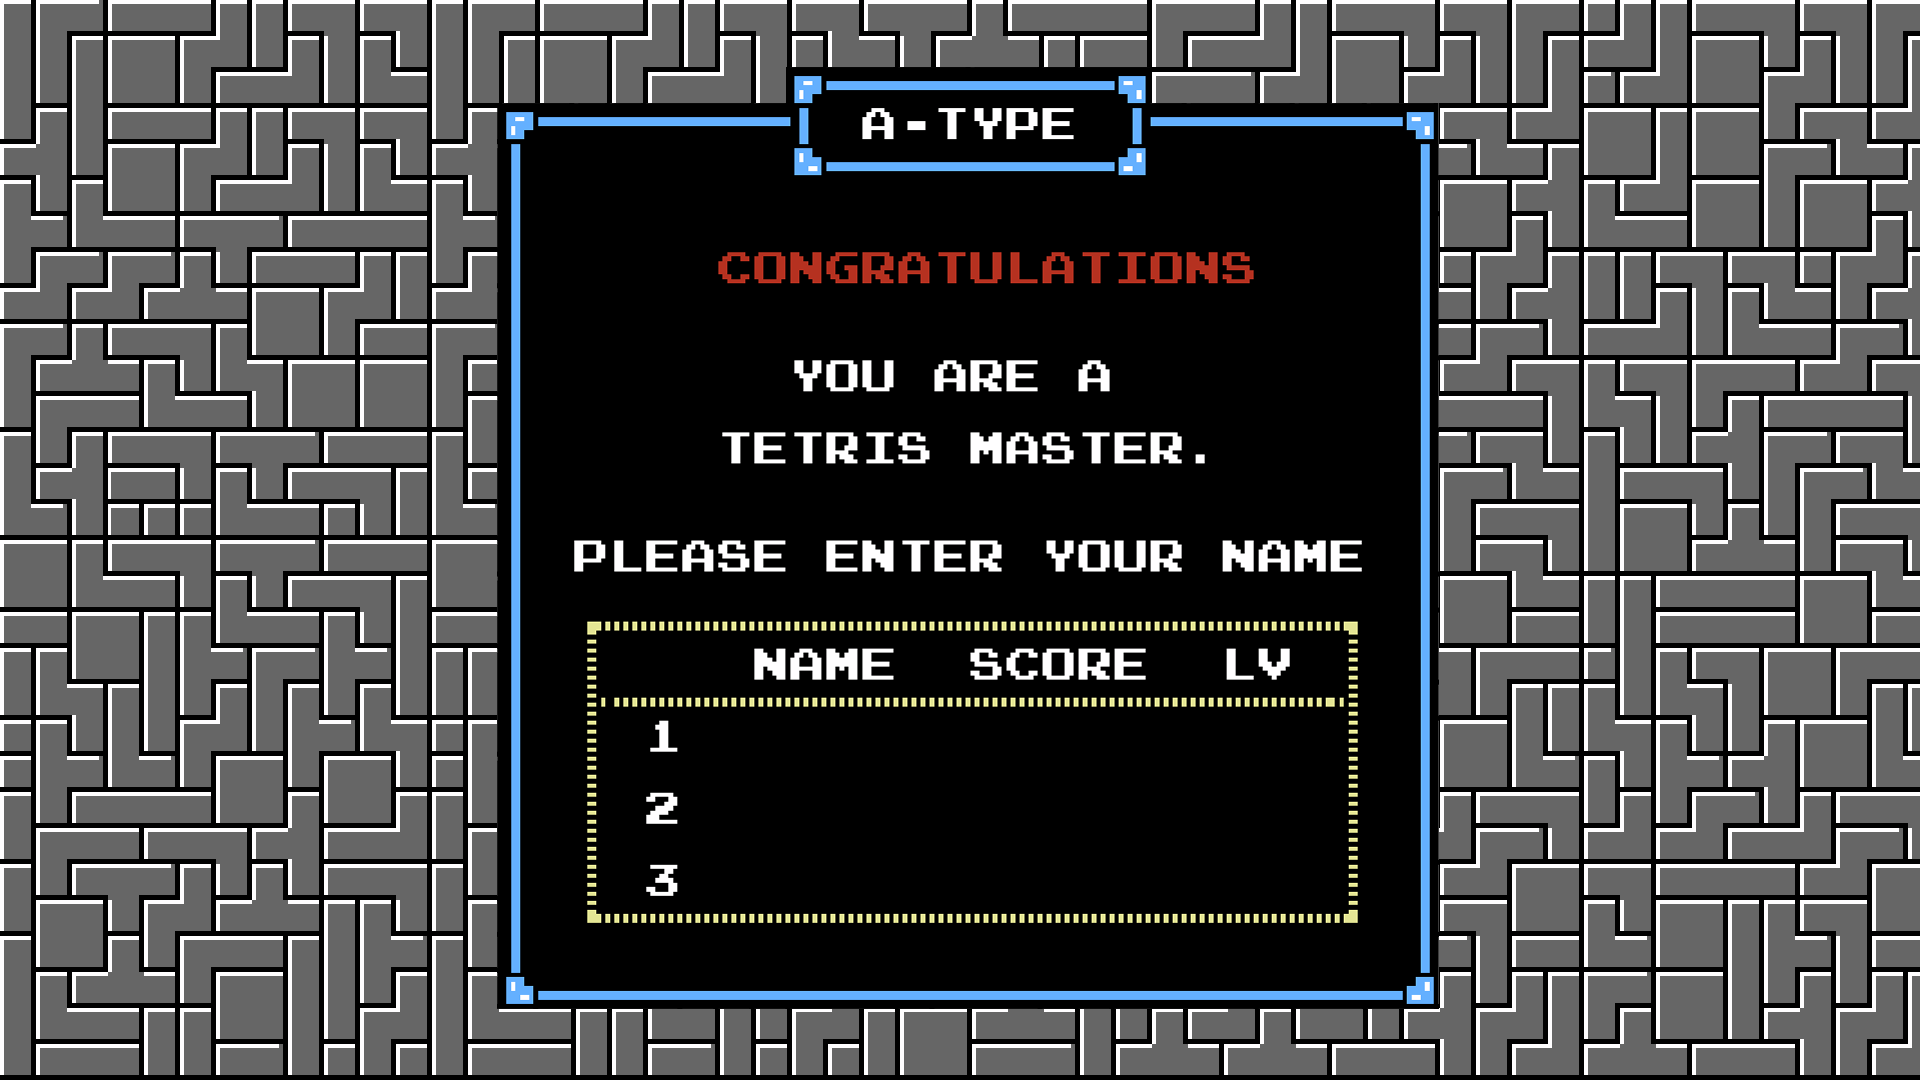 A-TYPE
CONGRATULATIONS
YOU ARE A
TETRIS MASTER.
PLEASE ENTER YOUR NAME
NAME SCORE LV
1
2
3